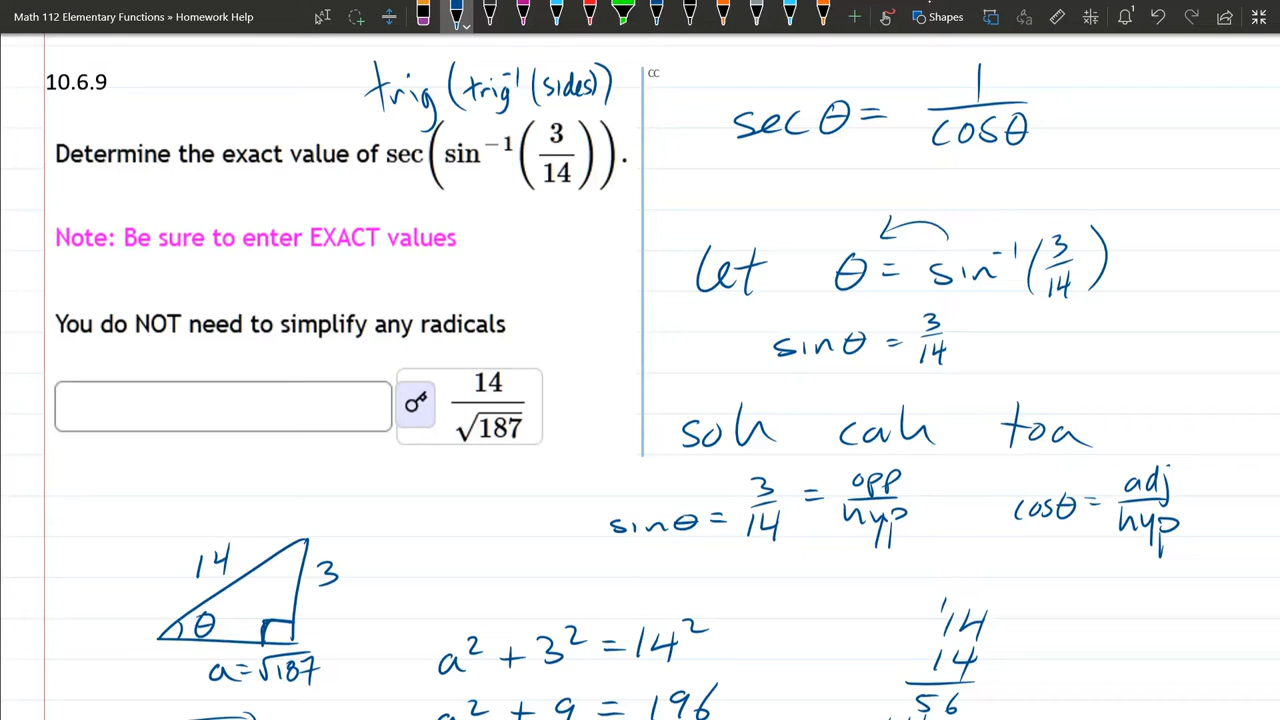 Math 112 Elementary Functions » Homework Help
Shapes
10.6.9
trig (trig⁻¹ (sides))
Determine the exact value of sec(sin⁻¹(3/14)).
Note: Be sure to enter EXACT values
You do NOT need to simplify any radicals
14/√187
14
3
θ
a=√187
cc
sec θ = 1/cosθ
let θ = sin⁻¹(3/14)
sinθ = 3/14
soh cah toa
sinθ = 3/14 = opp/hyp
cosθ = adj/hyp
a² + 3² = 14²
a² + 9 = 196
1
14
14
56